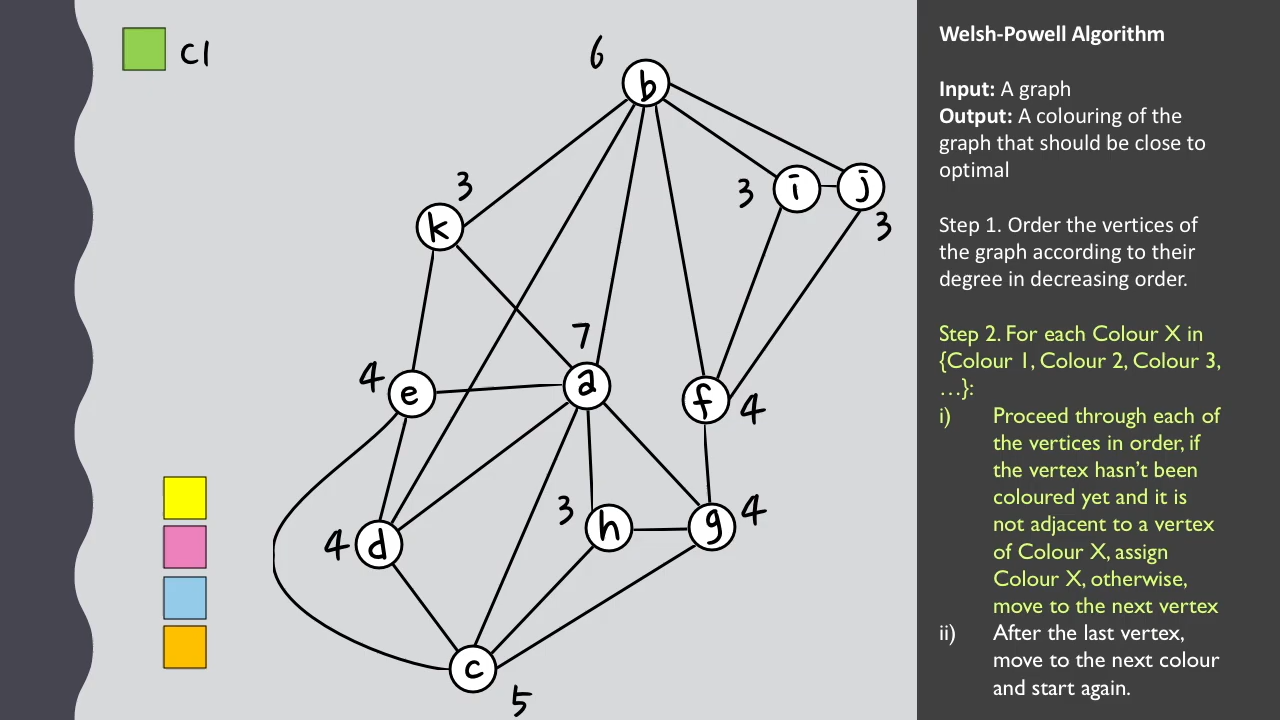 C1
6
b
3
i
j
3
3
k
7
a
4
e
f
4
3
h
g
4
4
d
c
5
Welsh-Powell Algorithm
Input: A graph
Output: A colouring of the
graph that should be close to
optimal
Step 1. Order the vertices of
the graph according to their
degree in decreasing order.
Step 2. For each Colour X in
{Colour 1, Colour 2, Colour 3,
…}:
i) Proceed through each of
the vertices in order, if
the vertex hasn’t been
coloured yet and it is
not adjacent to a vertex
of Colour X, assign
Colour X, otherwise,
move to the next vertex
ii) After the last vertex,
move to the next colour
and start again.